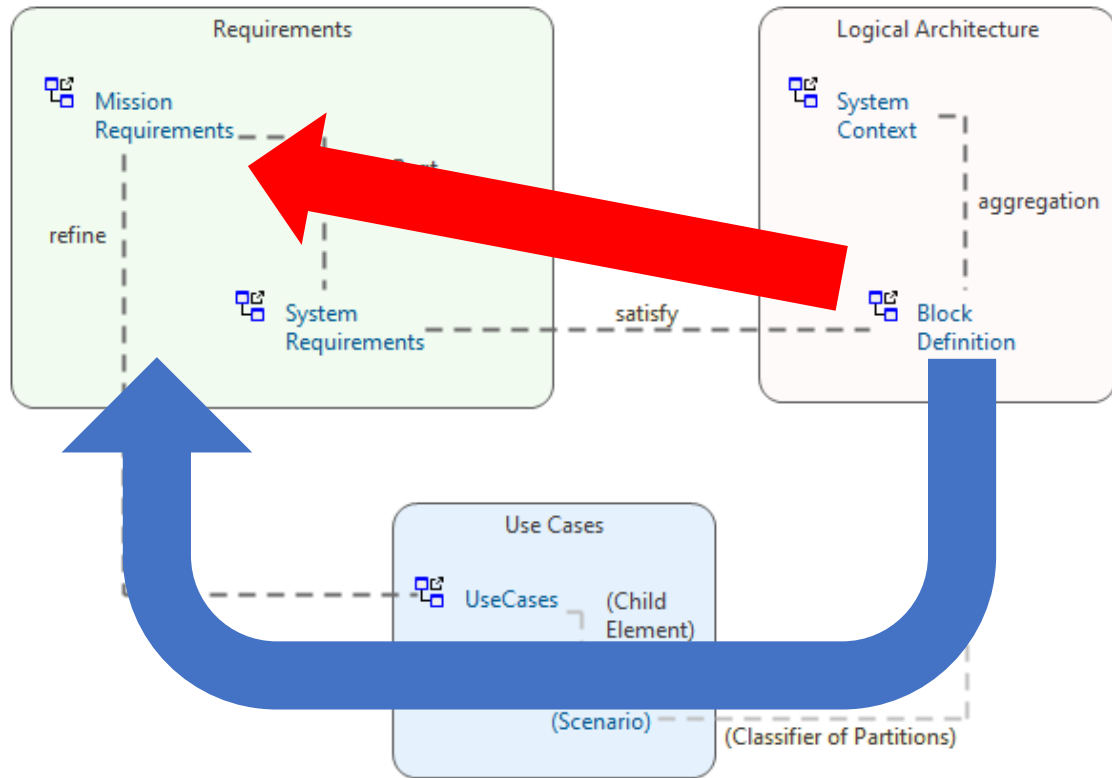 Requirements
Logical Architecture
Mission
Requirements
System
Context
refine
aggregation
System
Requirements
satisfy
Block
Definition
Use Cases
UseCases
(Child
Element)
(Scenario)
(Classifier of Partitions)